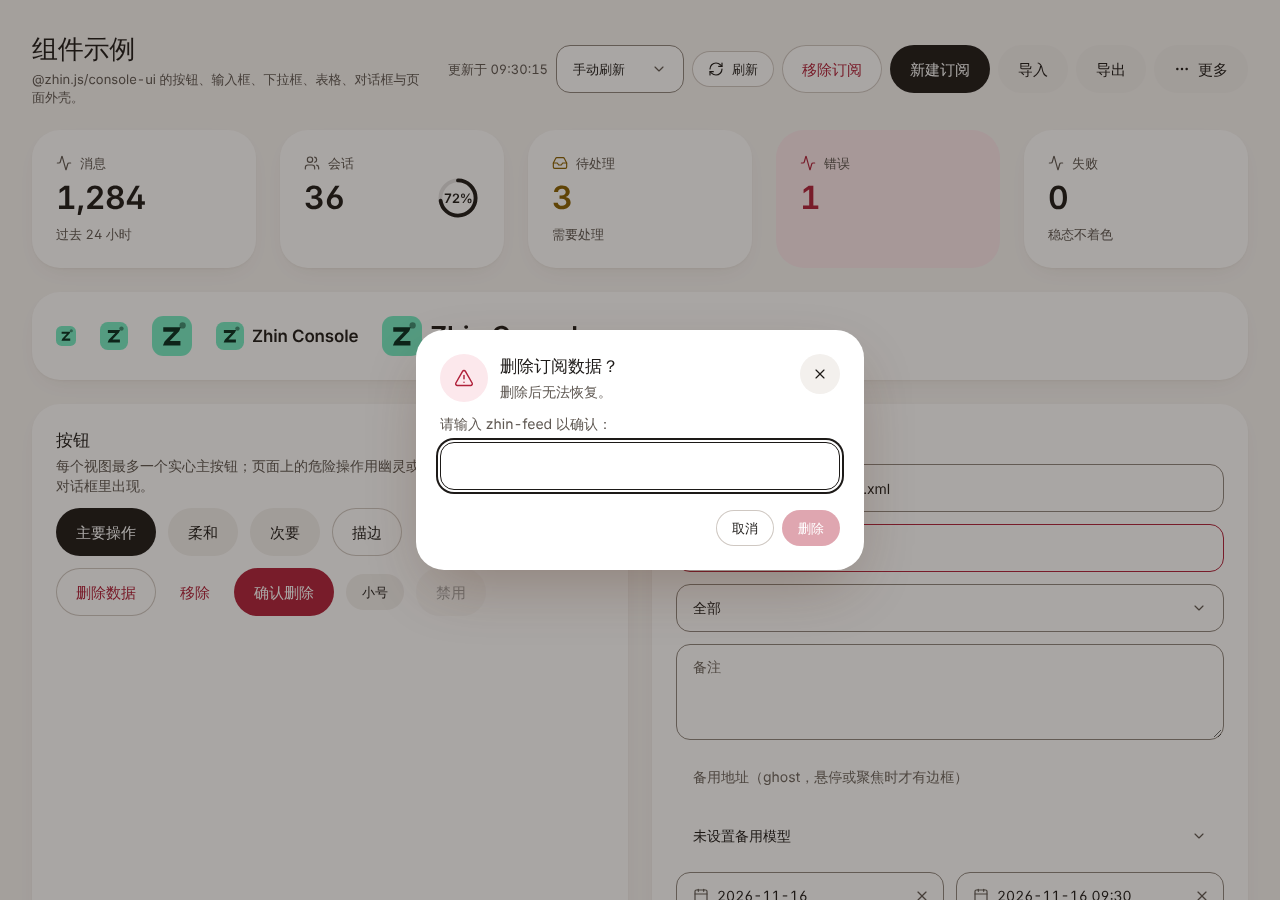 组件示例
@zhin.js/console-ui 的按钮、输入框、下拉框、表格、对话框与页
面外壳。
更新于 09:30:15
手动刷新
刷新
移除订阅
新建订阅
导入
导出
更多
消息
1,284
过去 24 小时
会话
36
72%
待处理
3
需要处理
错误
1
失败
0
稳态不着色
Zhin Console
删除订阅数据？
删除后无法恢复。
请输入 zhin-feed 以确认：
取消
删除
按钮
每个视图最多一个实心主按钮；页面上的危险操作用幽灵或
对话框里出现。
主要操作
柔和
次要
描边
删除数据
移除
确认删除
小号
禁用
.xml
全部
备注
备用地址（ghost，悬停或聚焦时才有边框）
未设置备用模型
2026-11-16
2026-11-16 09:30